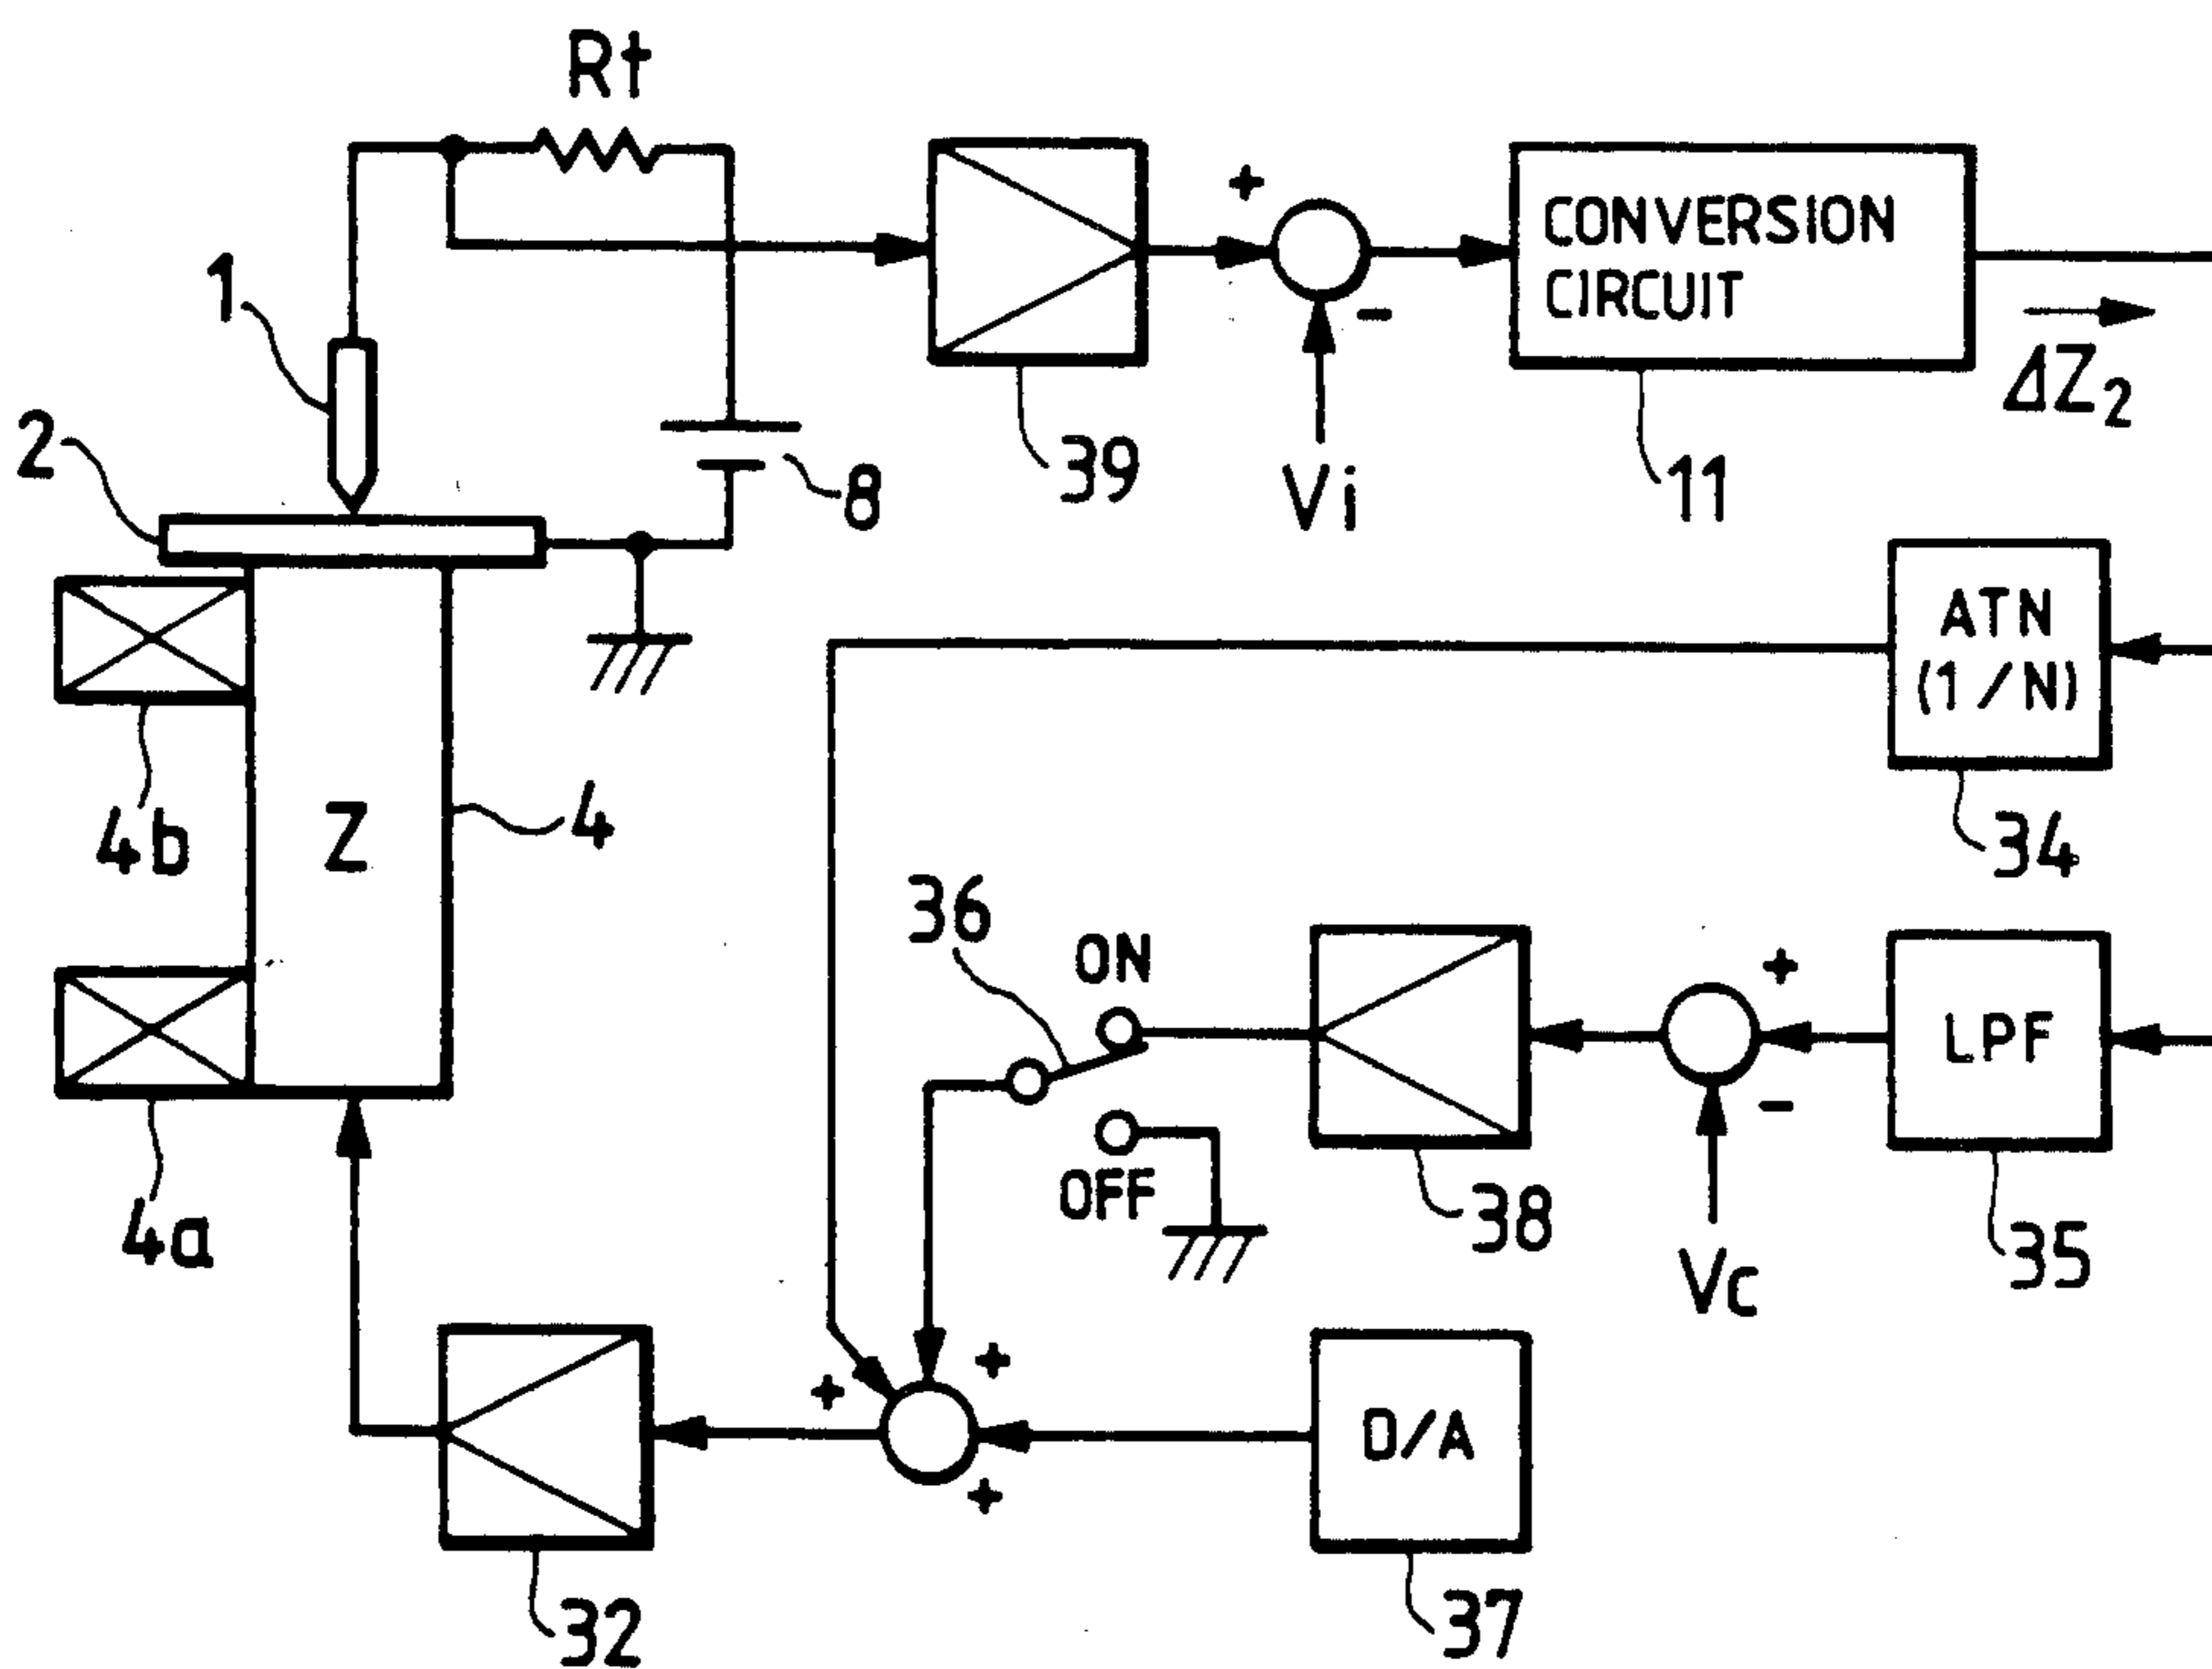 Rt
1
+
CONVERSION
CIRCUIT
2
8
39
-
Vi
11
ΔZ2
ATN
(1/N)
4b
Z
4
34
36
ON
+
LPF
OFF
-
4a
38
Vc
35
+
+
D/A
+
32
37